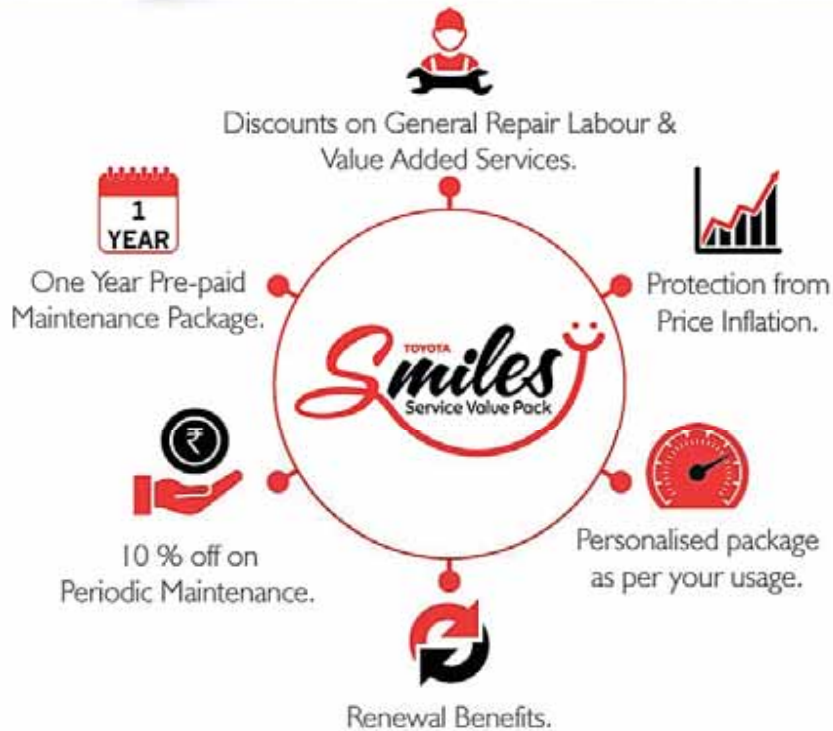 Discounts on General Repair Labour &
Value Added Services.
1
YEAR
One Year Pre-paid
Maintenance Package.
Protection from
Price Inflation.
TOYOTA
Smiles
Service Value Pack
₹
10 % off on
Periodic Maintenance.
Personalised package
as per your usage.
Renewal Benefits.